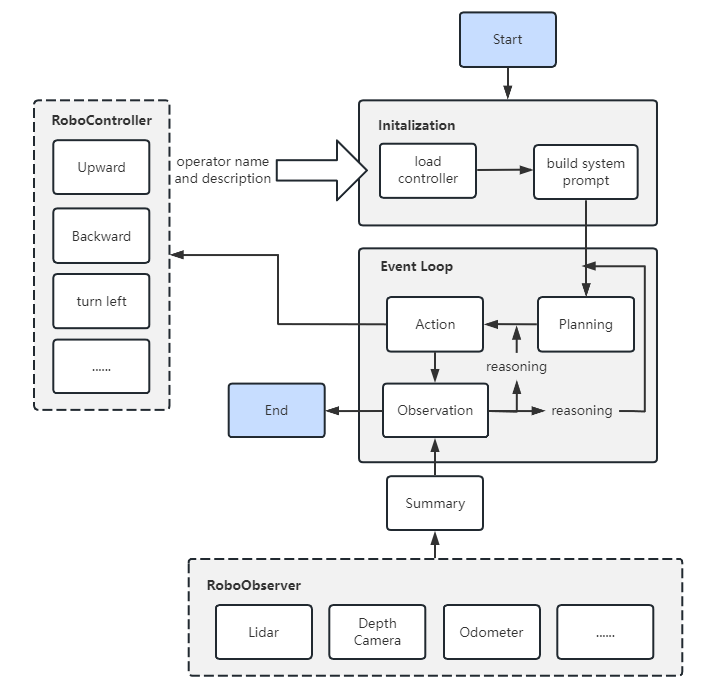 Start
RoboController
Upward
Backward
turn left
......
operator name
and description
Initalization
load
controller
build system
prompt
Event Loop
Action
Planning
reasoning
Observation
reasoning
End
Summary
RoboObserver
Lidar
Depth
Camera
Odometer
......